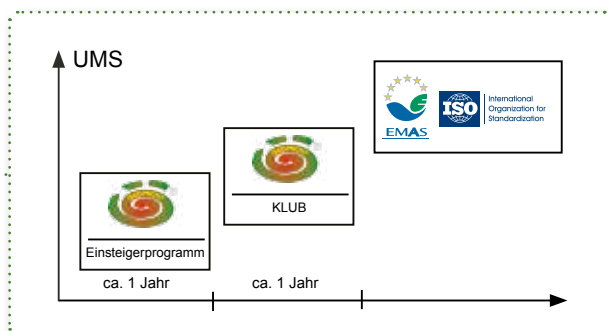 UMS
EMAS
ISO
International
Organization for
Standardization
KLUB
Einsteigerprogramm
ca. 1 Jahr
ca. 1 Jahr